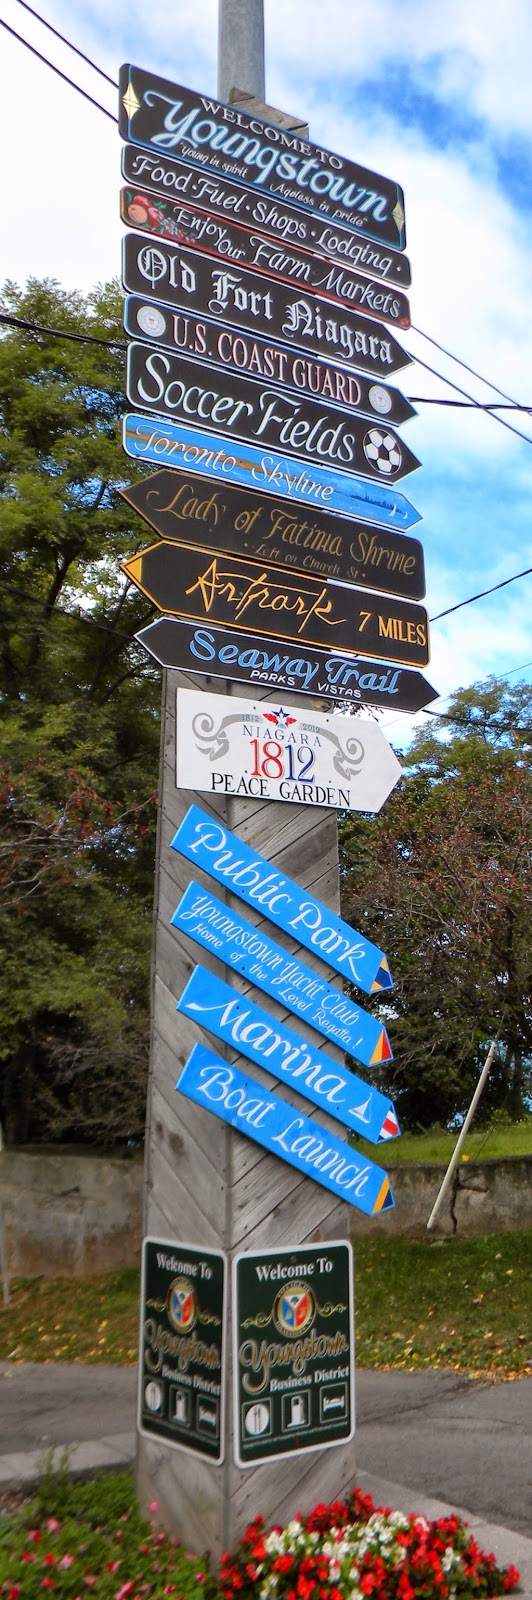 WELCOME TO
Youngstown
"Young in spirit Ageless in pride"
Food · Fuel · Shops · Lodging ·
Enjoy
Our Farm Markets
Old Fort Niagara
U.S. COAST GUARD
Soccer Fields
Toronto Skyline
Lady of Fatima Shrine
· Left on Church St ·
Artpark 7 MILES
Seaway Trail
PARKS VISTAS
1812 2012
NIAGARA
1812
PEACE GARDEN
Public Park
Youngstown Yacht Club
Home of the Level Regatta!
Marina
Boat Launch
Welcome To
Youngstown
Business District
Welcome To
Youngstown
Business District